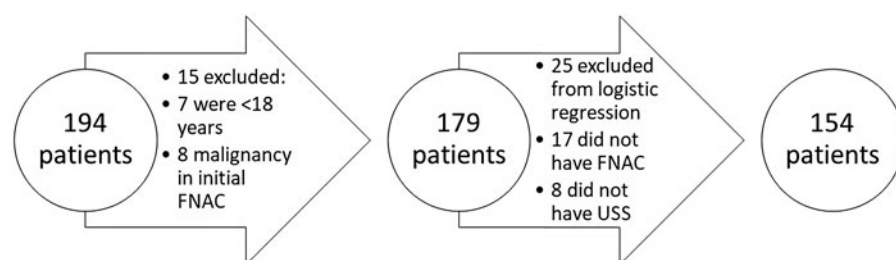 194
patients
• 15 excluded:
• 7 were <18
years
• 8 malignancy
in initial
FNAC
179
patients
• 25 excluded
from logistic
regression
• 17 did not
have FNAC
• 8 did not
have USS
154
patients